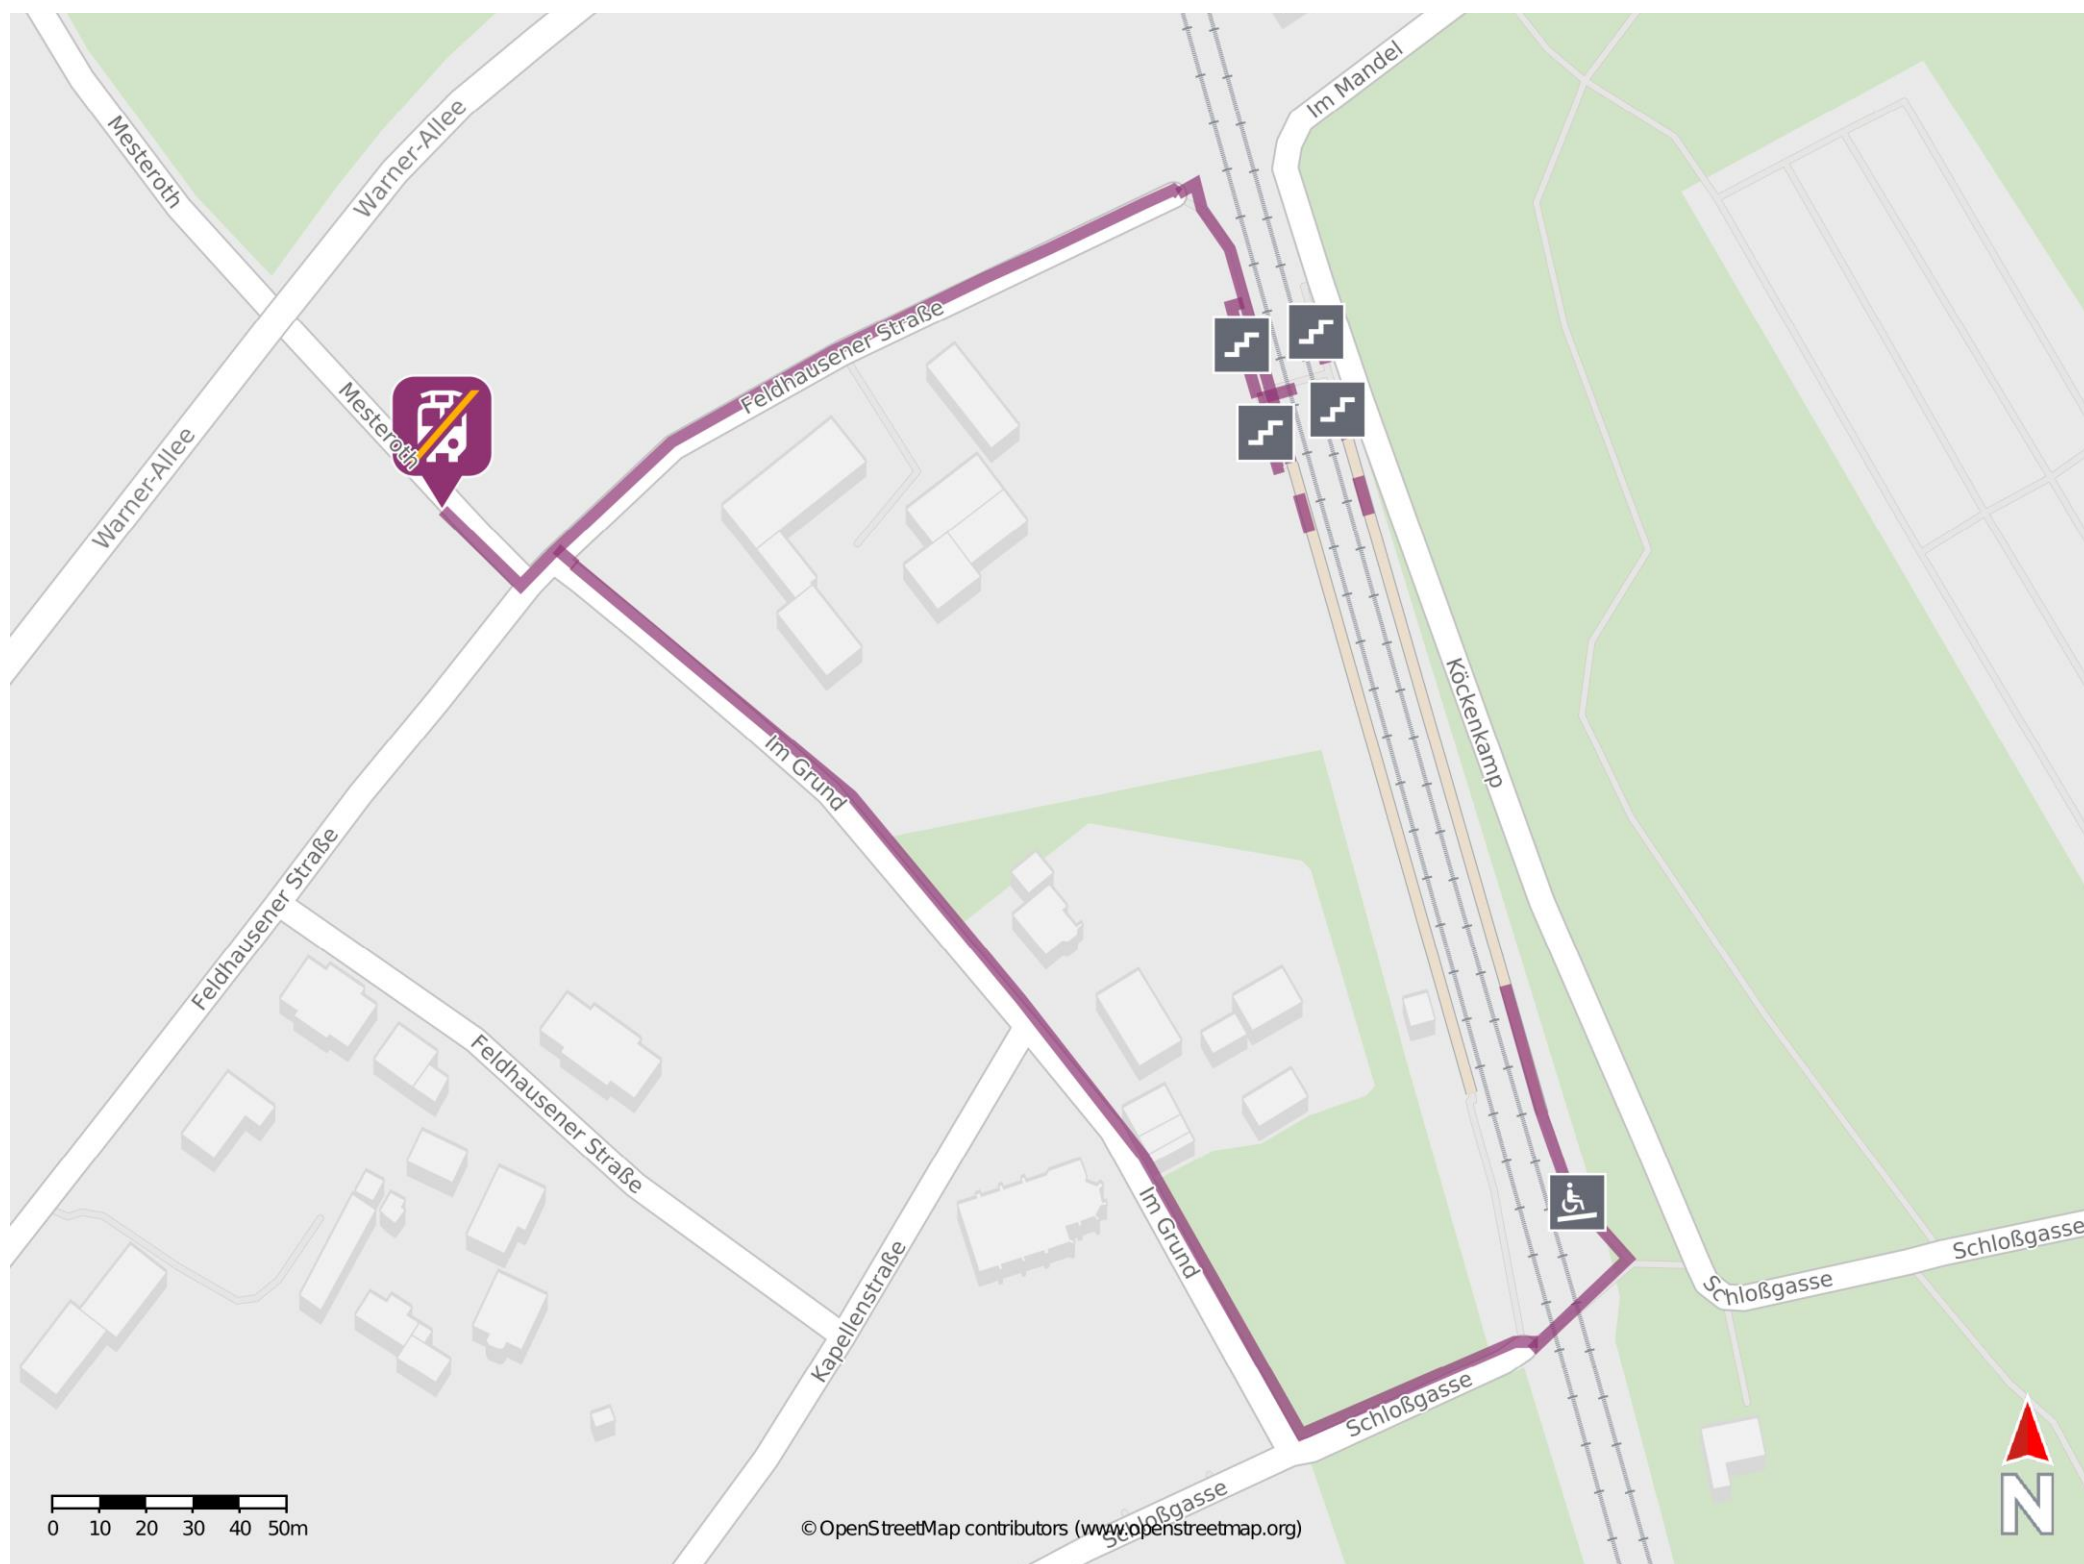 Im Mandel
Mesteroth
Warner-Allee
Feldhausener Straße
Mesteroth
Warner-Allee
Köckenkamp
Im Grund
Feldhausener Straße
Feldhausener Straße
Im Grund
Schloßgasse
Schloßgasse
Kapellenstraße
Schloßgasse
Schloßgasse
N
0 10 20 30 40 50m
© OpenStreetMap contributors (www.openstreetmap.org)